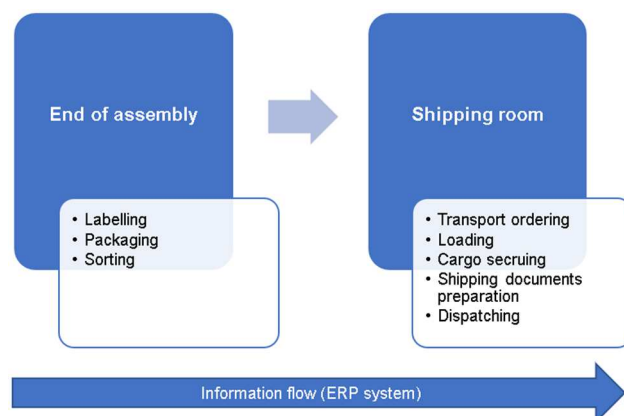 End of assembly
• Labelling
• Packaging
• Sorting
Shipping room
• Transport ordering
• Loading
• Cargo secruing
• Shipping documents
preparation
• Dispatching
Information flow (ERP system)